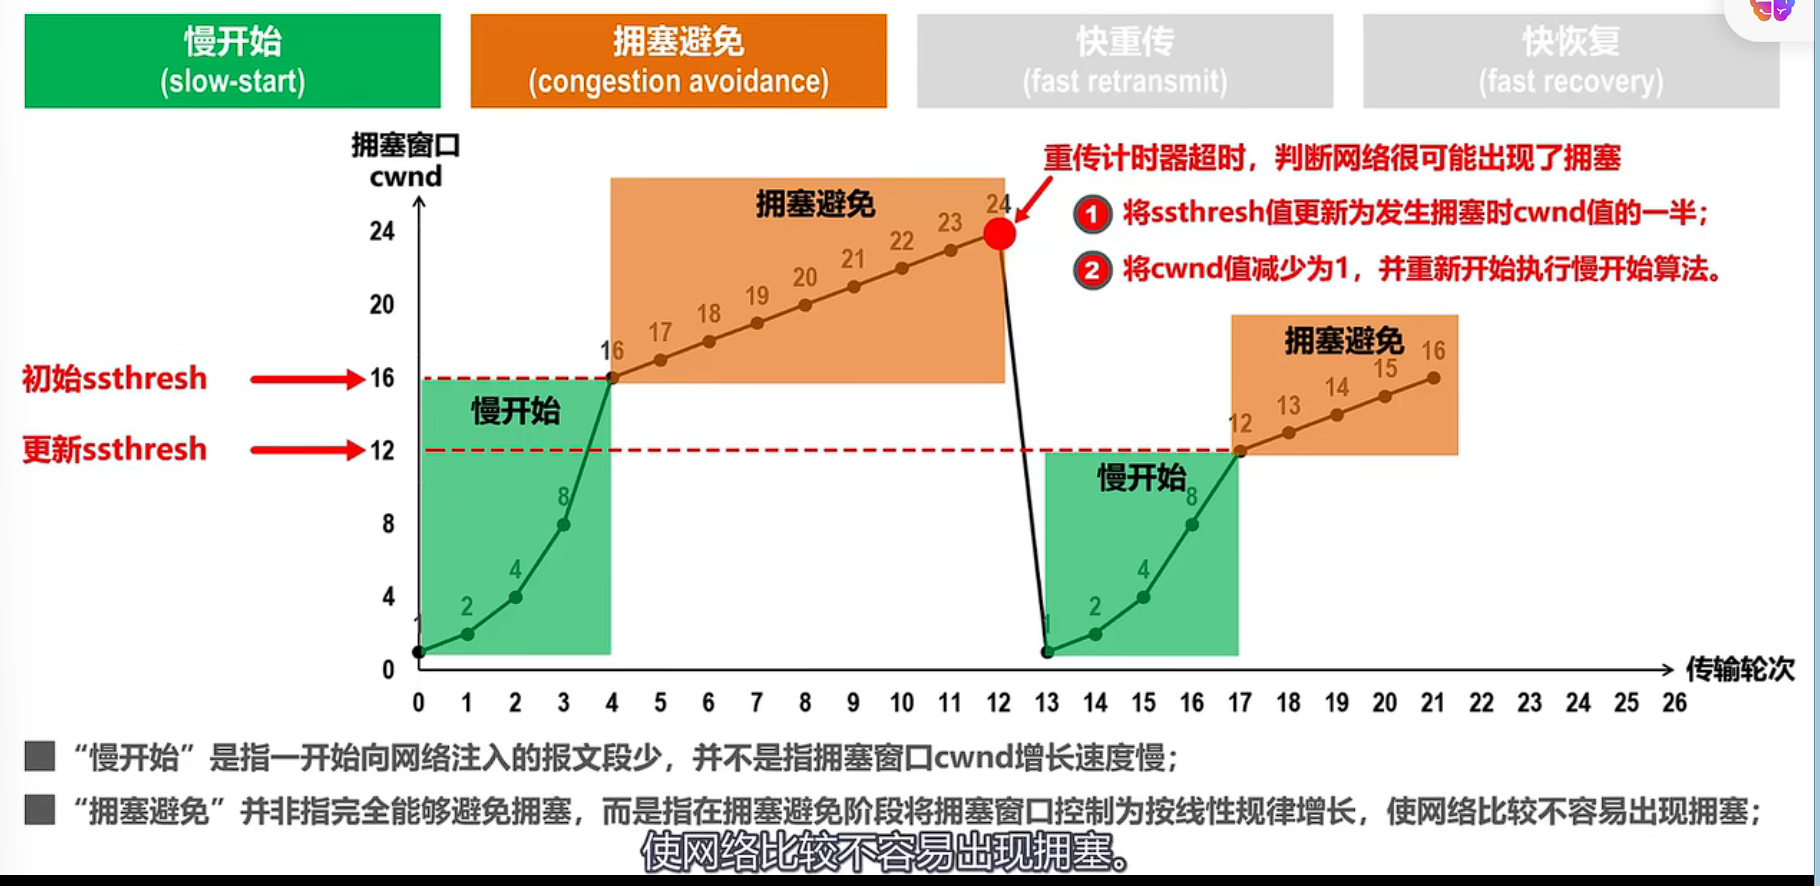 慢开始
(slow-start)
拥塞避免
(congestion avoidance)
快重传
(fast retransmit)
快恢复
(fast recovery)
拥塞窗口
cwnd
重传计时器超时，判断网络很可能出现了拥塞
1 将ssthresh值更新为发生拥塞时cwnd值的一半；
2 将cwnd值减少为1，并重新开始执行慢开始算法。
拥塞避免
24
20
16
12
8
4
0
初始ssthresh
更新ssthresh
慢开始
1
2
4
8
16
17
18
19
20
21
22
23
24
慢开始
1
2
4
8
拥塞避免
12
13
14
15
16
0 1 2 3 4 5 6 7 8 9 10 11 12 13 14 15 16 17 18 19 20 21 22 23 24 25 26
传输轮次
“慢开始”是指一开始向网络注入的报文段少，并不是指拥塞窗口cwnd增长速度慢；
“拥塞避免”并非指完全能够避免拥塞，而是指在拥塞避免阶段将拥塞窗口控制为按线性规律增长，使网络比较不容易出现拥塞；
使网络比较不容易出现拥塞。